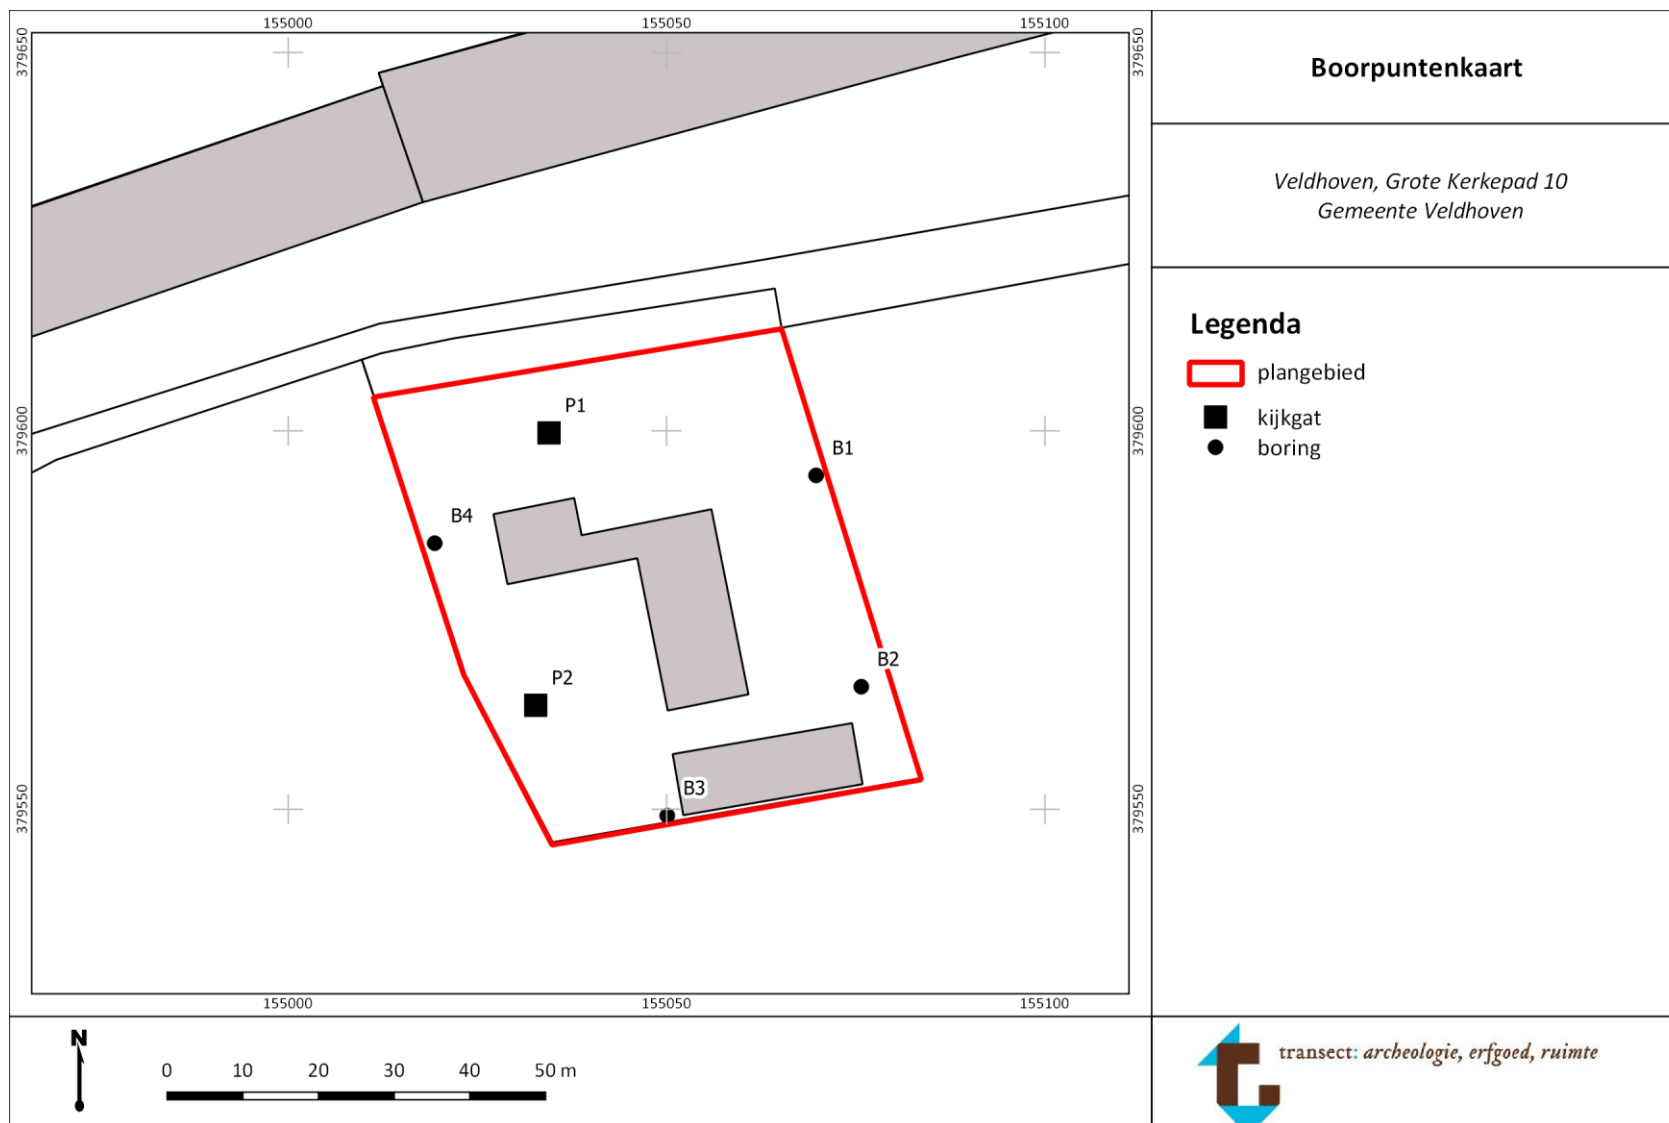 155000
155050
155100
379650
379650
379600
379600
379550
379550
P1
B1
B4
B2
P2
B3
155000
155050
155100
N
0 10 20 30 40 50 m
Boorpuntenkaart
Veldhoven, Grote Kerkepad 10
Gemeente Veldhoven
Legenda
plangebied
kijkgat
boring
transect: archeologie, erfgoed, ruimte